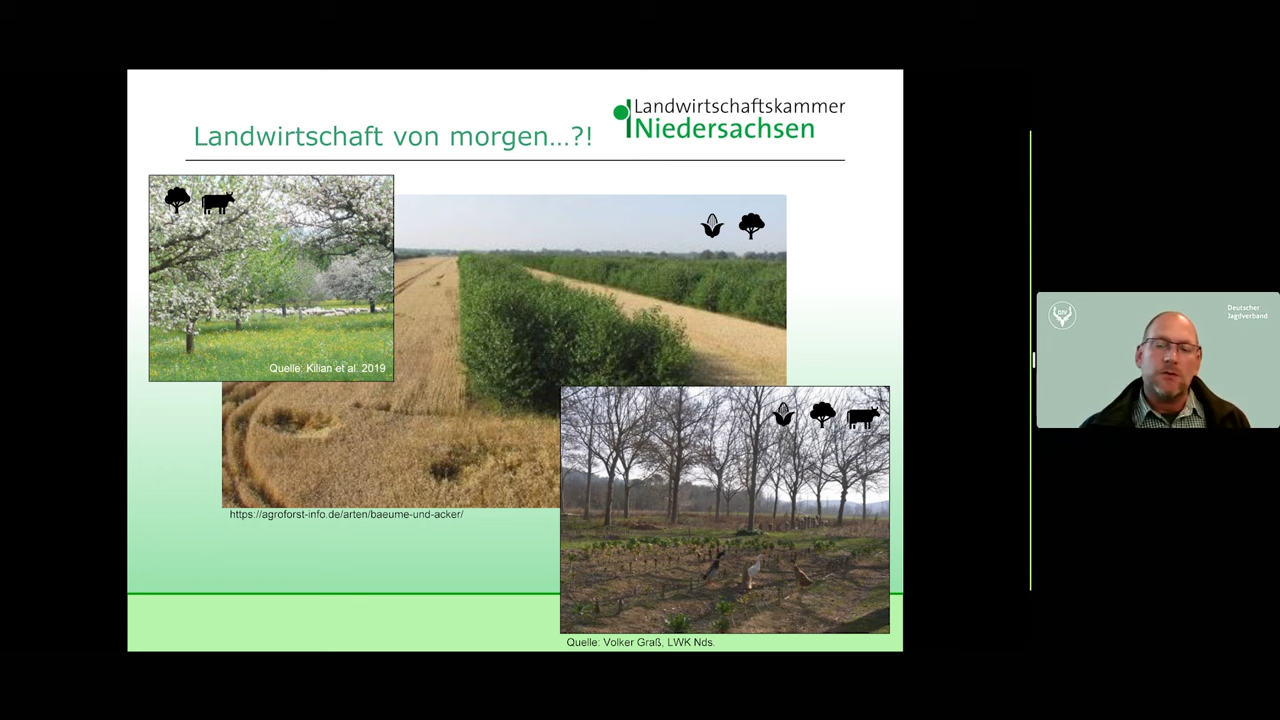 Landwirtschaftskammer
Niedersachsen
Landwirtschaft von morgen...?!
Quelle: Kilian et al. 2019
https://agroforst-info.de/arten/baeume-und-acker/
Quelle: Volker Graß, LWK Nds.
DJV
Deutscher
Jagdverband